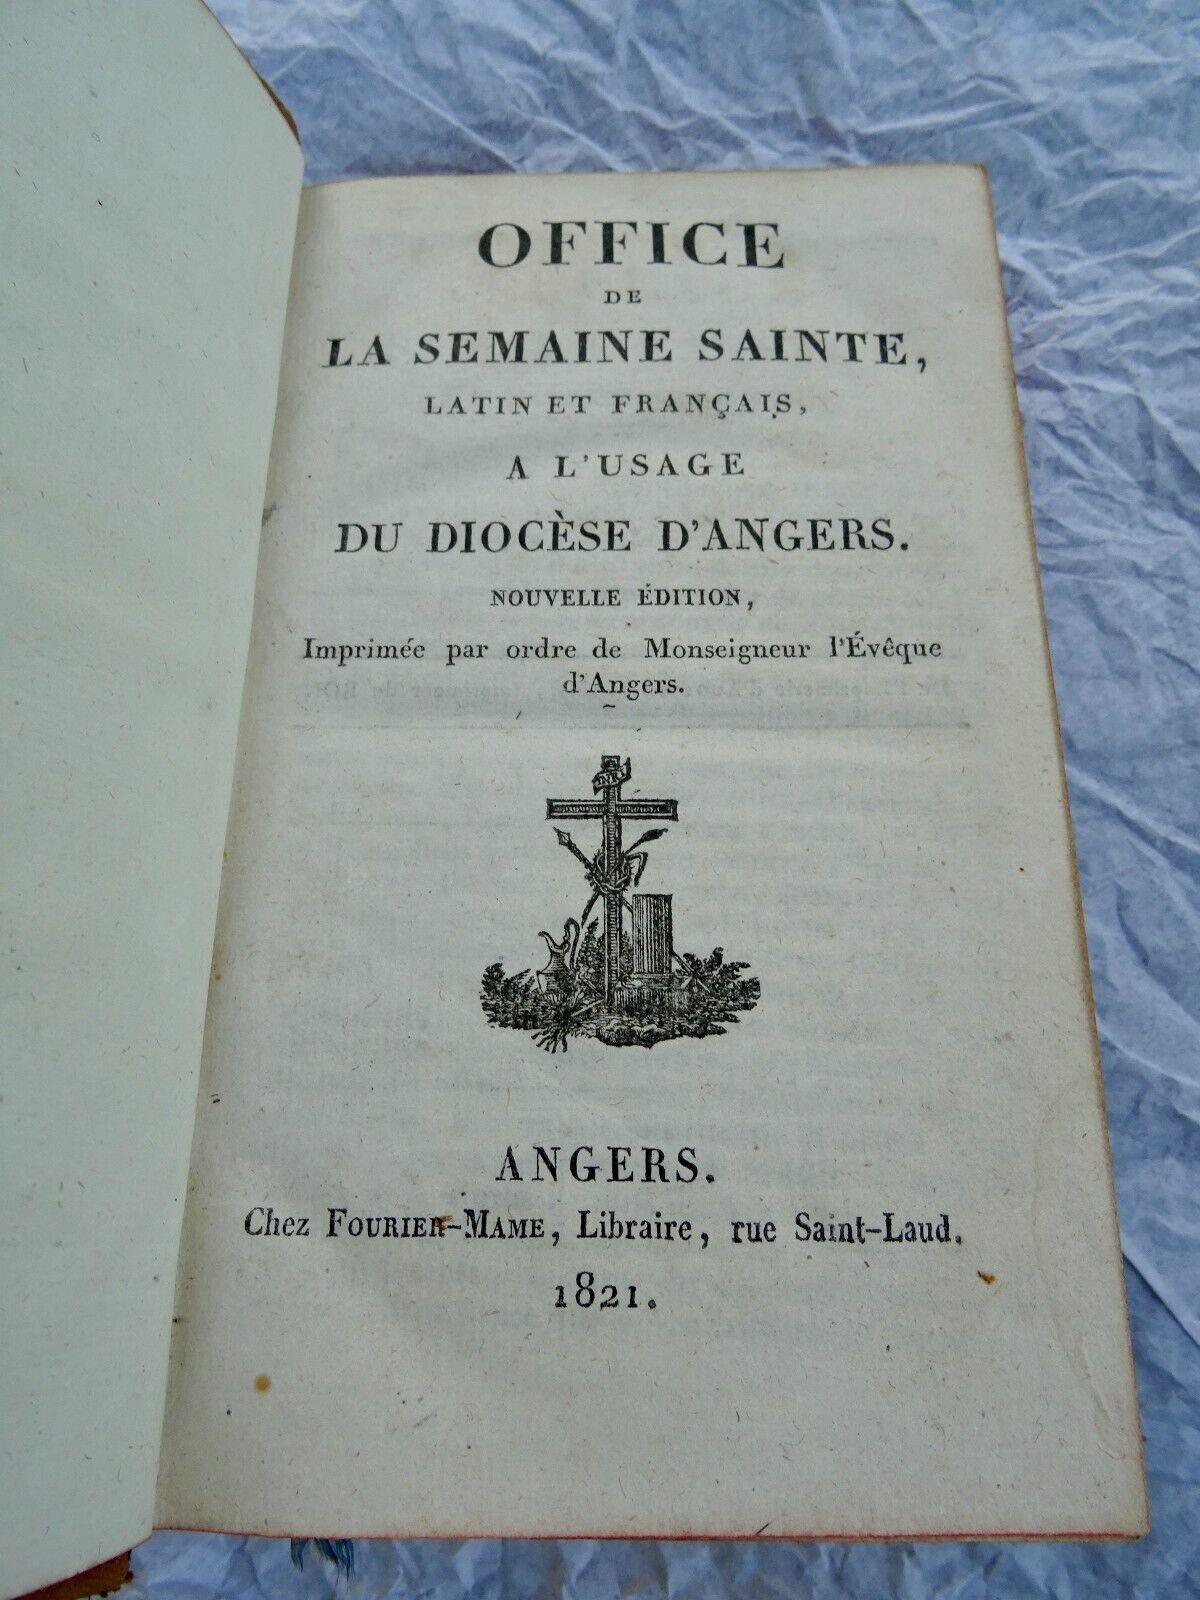 OFFICE
DE
LA SEMAINE SAINTE,
LATIN ET FRANÇAIS,
A L'USAGE
DU DIOCÈSE D'ANGERS.
NOUVELLE ÉDITION,
Imprimée par ordre de Monseigneur l'Évêque
d'Angers.
INRI
ANGERS.
Chez FOURIER-MAME, Libraire, rue Saint-Laud.
1821.